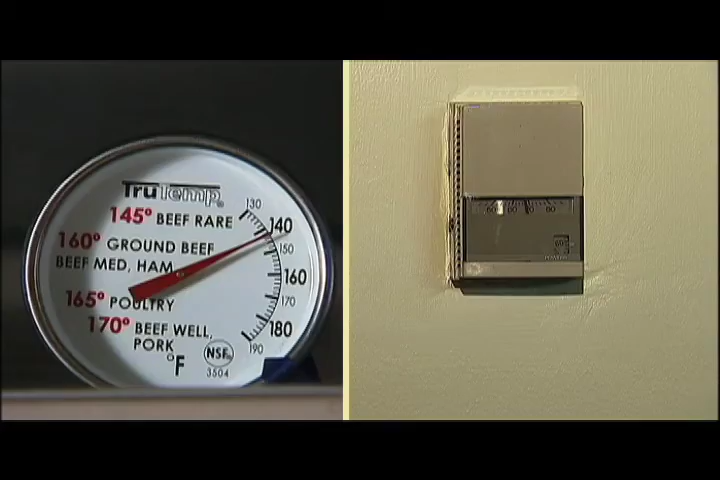 TruTemp®
130
145° BEEF RARE
140
160° GROUND BEEF
150
BEEF MED, HAM
160
165° POULTRY
170
170° BEEF WELL,
180
PORK
190
°F
NSF®
3504